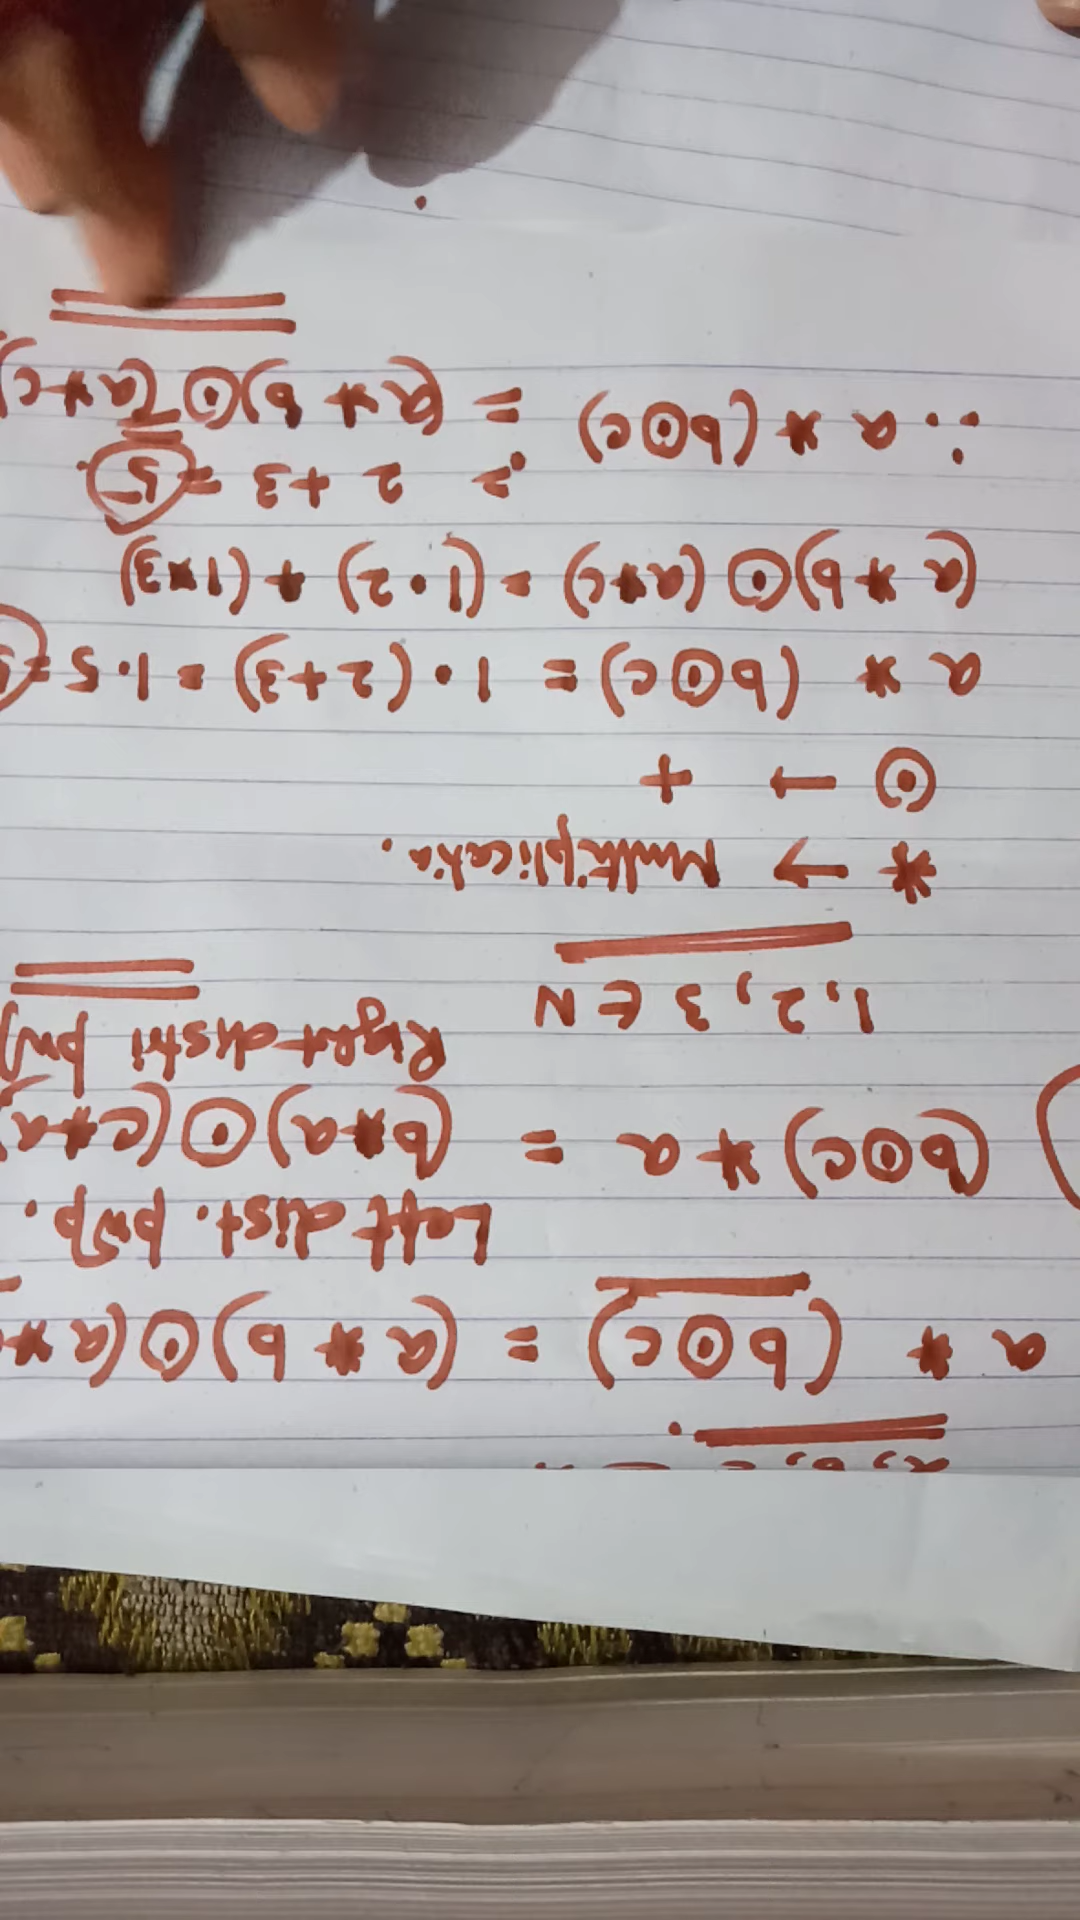 a * (b⊙c) = (a * b)⊙(a *
Left dist. prop.
(b⊙c) * a = (b*a)⊙(c*a)
Right distri prop
1, 2, 3 ∈ N
* → Multiplicatio.
⊙ → +
a * (b⊙c) = 1 · (2+3) = 1·5 =
(a * b)⊙(a*c) = (1·2) + (1×3)
= 2 + 3 = 5.
∴ a * (b⊙c) = (a * b)⊙(a*c)